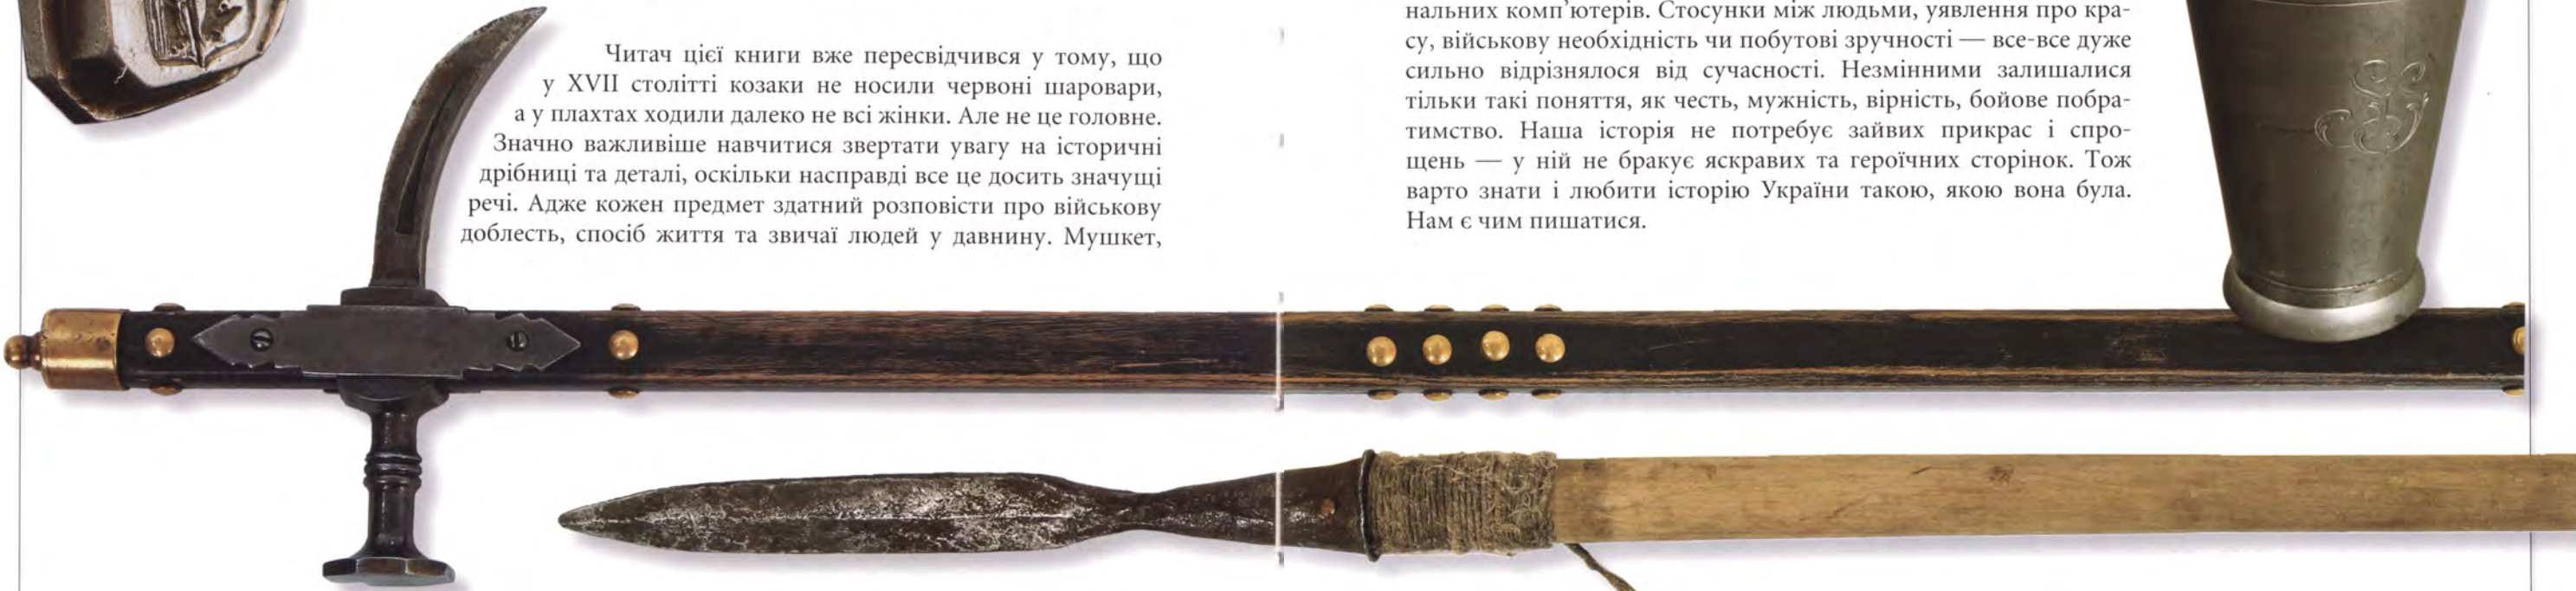 Читач цієї книги вже пересвідчився у тому, що
у XVII столітті козаки не носили червоні шаровари,
а у плахтах ходили далеко не всі жінки. Але не це головне.
Значно важливіше навчитися звертати увагу на історичні
дрібниці та деталі, оскільки насправді все це досить значущі
речі. Адже кожен предмет здатний розповісти про військову
доблесть, спосіб життя та звичаї людей у давнину. Мушкет,
нальних комп'ютерів. Стосунки між людьми, уявлення про кра-
су, військову необхідність чи побутові зручності — все-все дуже
сильно відрізнялося від сучасності. Незмінними залишалися
тільки такі поняття, як честь, мужність, вірність, бойове побра-
тимство. Наша історія не потребує зайвих прикрас і спро-
щень — у ній не бракує яскравих та героїчних сторінок. Тож
варто знати і любити історію України такою, якою вона була.
Нам є чим пишатися.